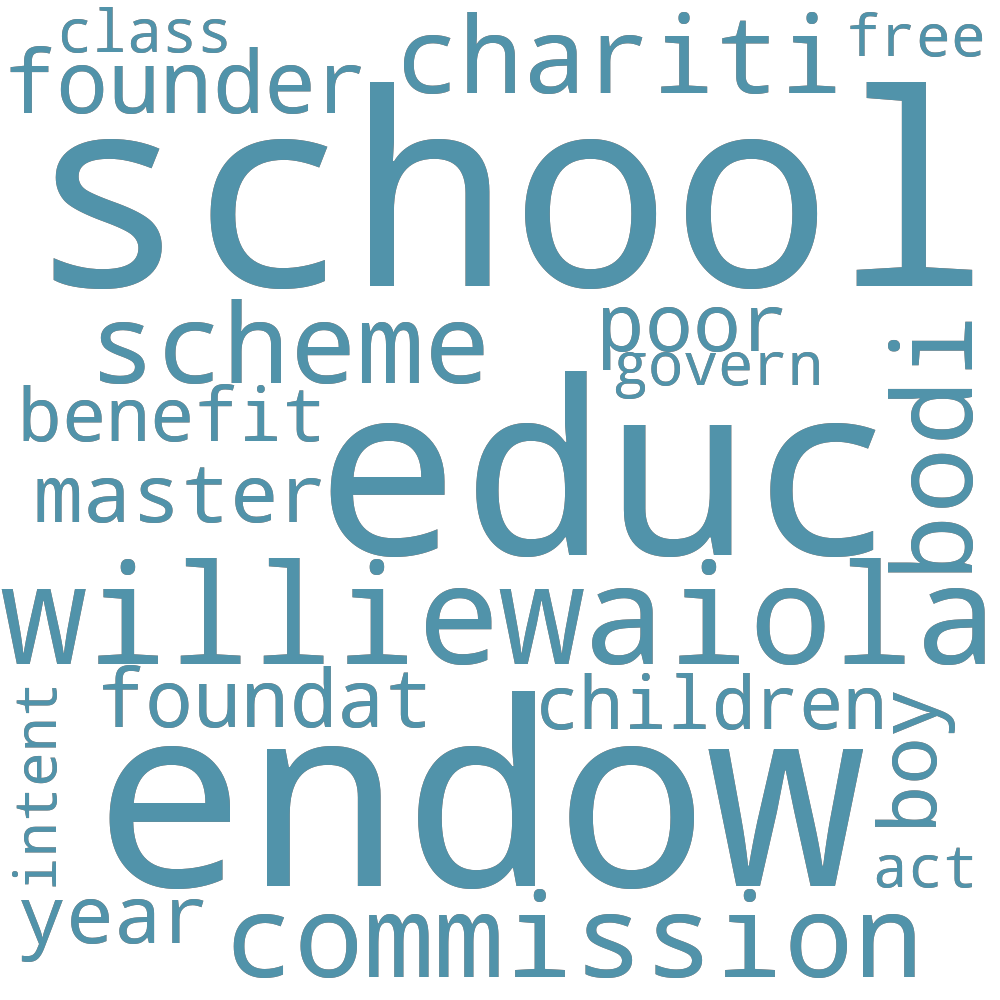 class
chariti
free
founder
school
scheme
poor
govern
bodi
benefit
educ
master
williewaiola
foundat
children
intent
endow
boy
act
year
commission